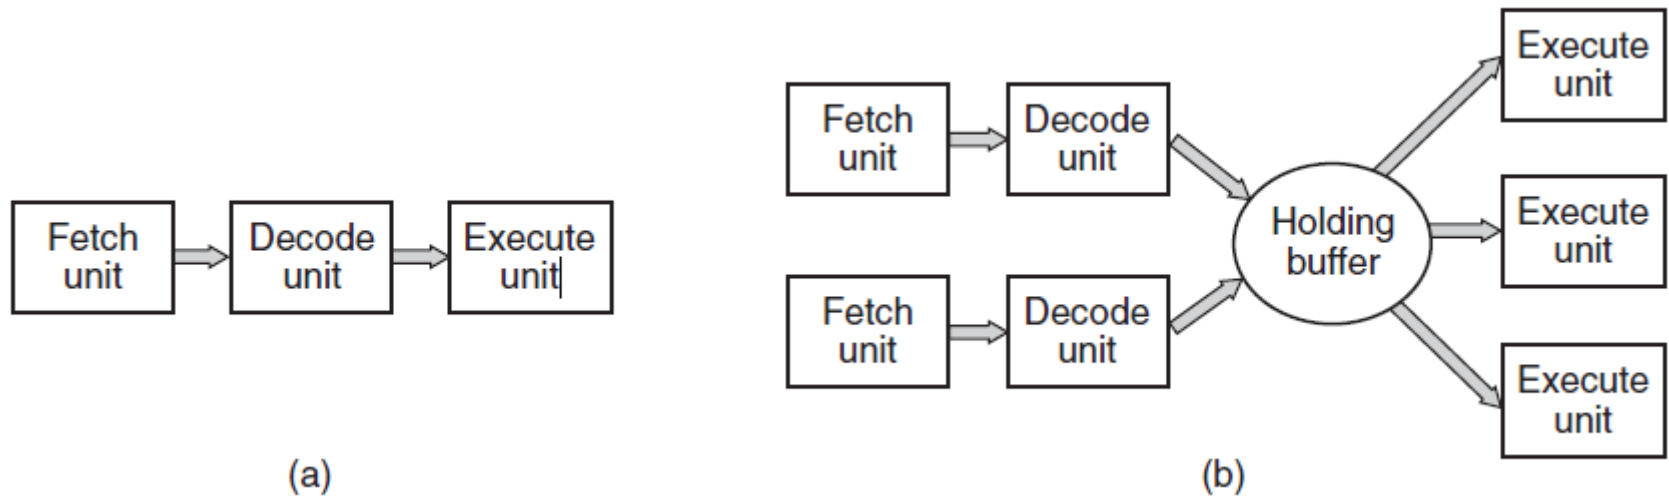 Fetch
unit
Decode
unit
Execute
unit
(a)
Fetch
unit
Decode
unit
Fetch
unit
Decode
unit
Holding
buffer
Execute
unit
Execute
unit
Execute
unit
(b)